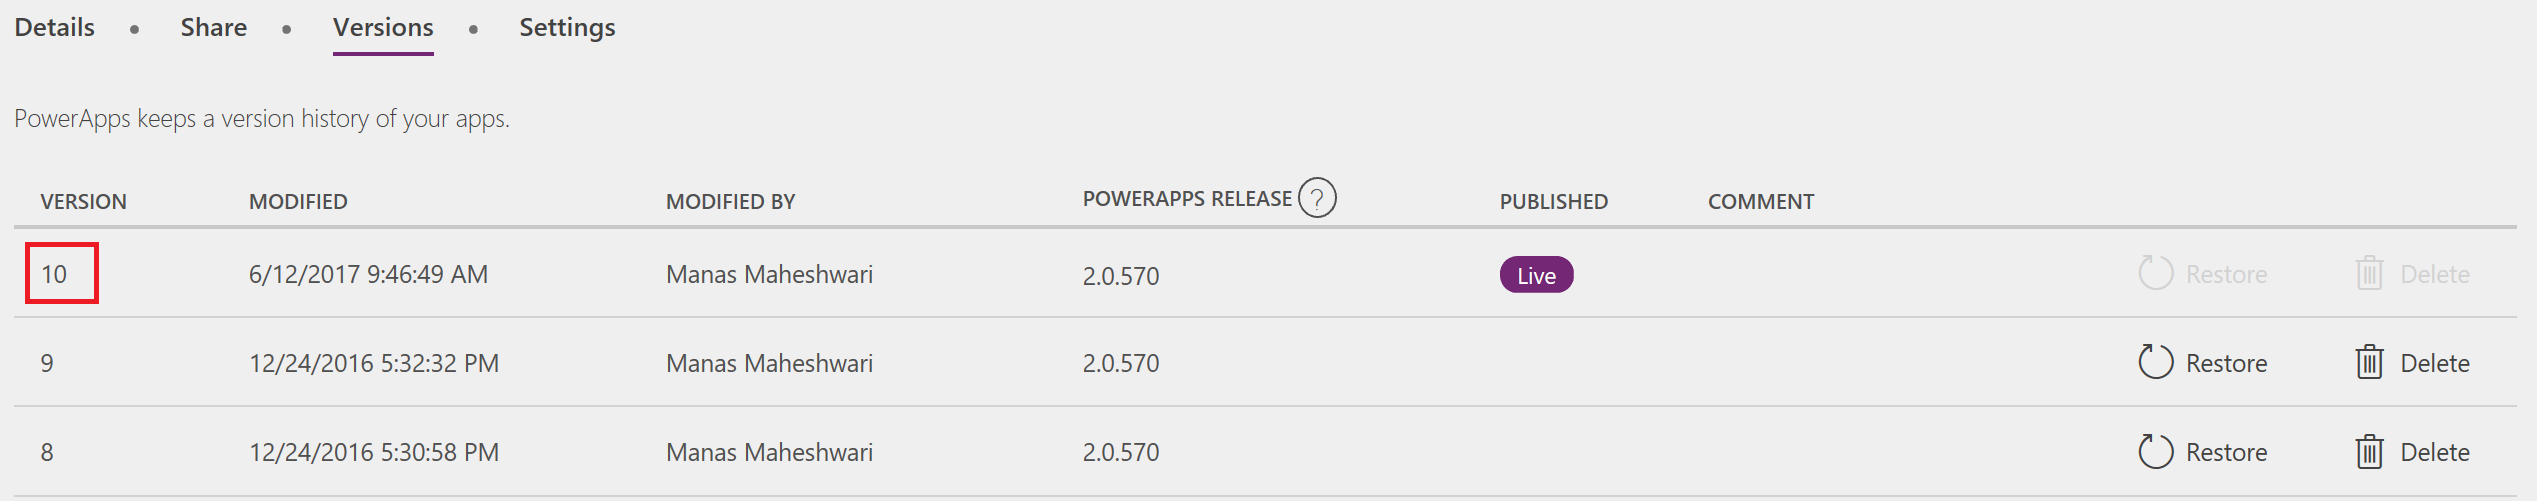 Details • Share • Versions • Settings
PowerApps keeps a version history of your apps.
VERSION MODIFIED MODIFIED BY POWERAPPS RELEASE ? PUBLISHED COMMENT
10 6/12/2017 9:46:49 AM Manas Maheshwari 2.0.570 Live Restore Delete
9 12/24/2016 5:32:32 PM Manas Maheshwari 2.0.570 Restore Delete
8 12/24/2016 5:30:58 PM Manas Maheshwari 2.0.570 Restore Delete